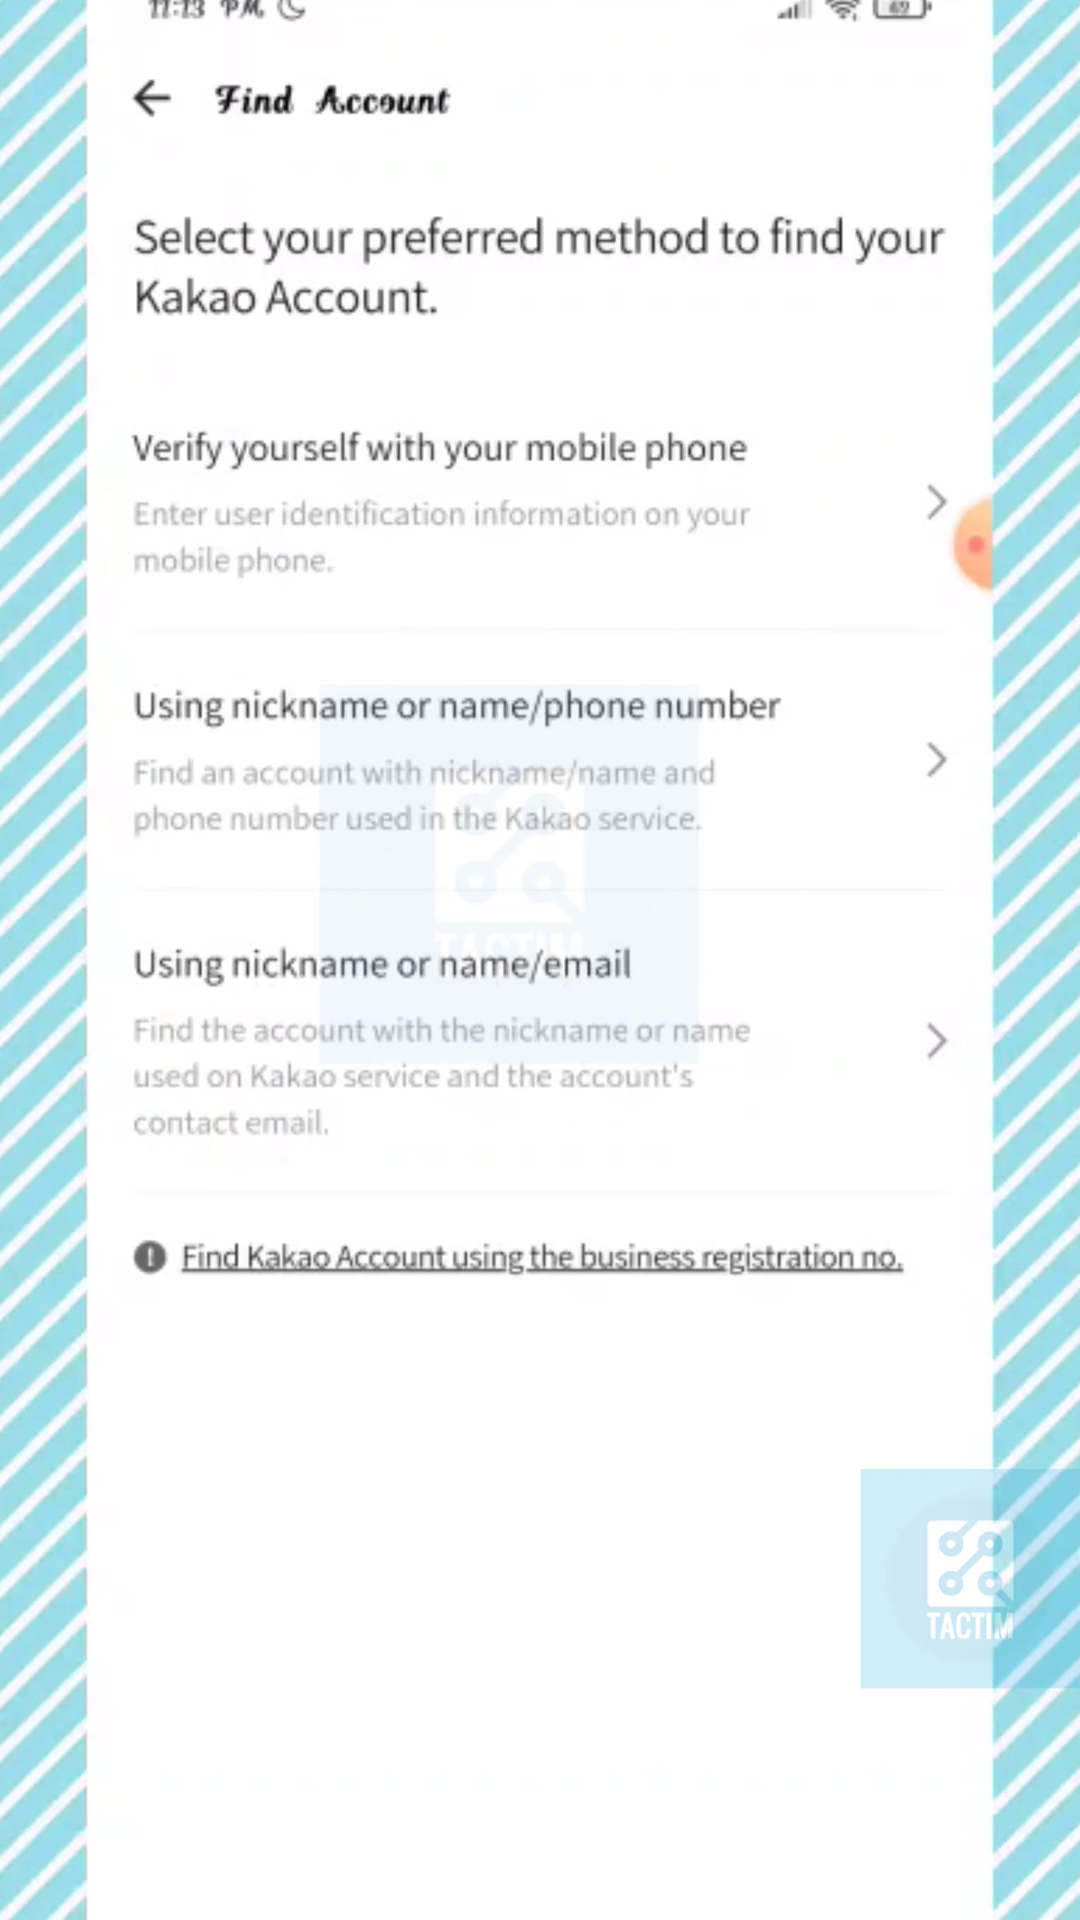 11:13 PM
69
Find Account
Select your preferred method to find your
Kakao Account.
Verify yourself with your mobile phone
Enter user identification information on your
mobile phone.
Using nickname or name/phone number
Find an account with nickname/name and
phone number used in the Kakao service.
TACTIM
Using nickname or name/email
Find the account with the nickname or name
used on Kakao service and the account's
contact email.
Find Kakao Account using the business registration no.
TACTIM